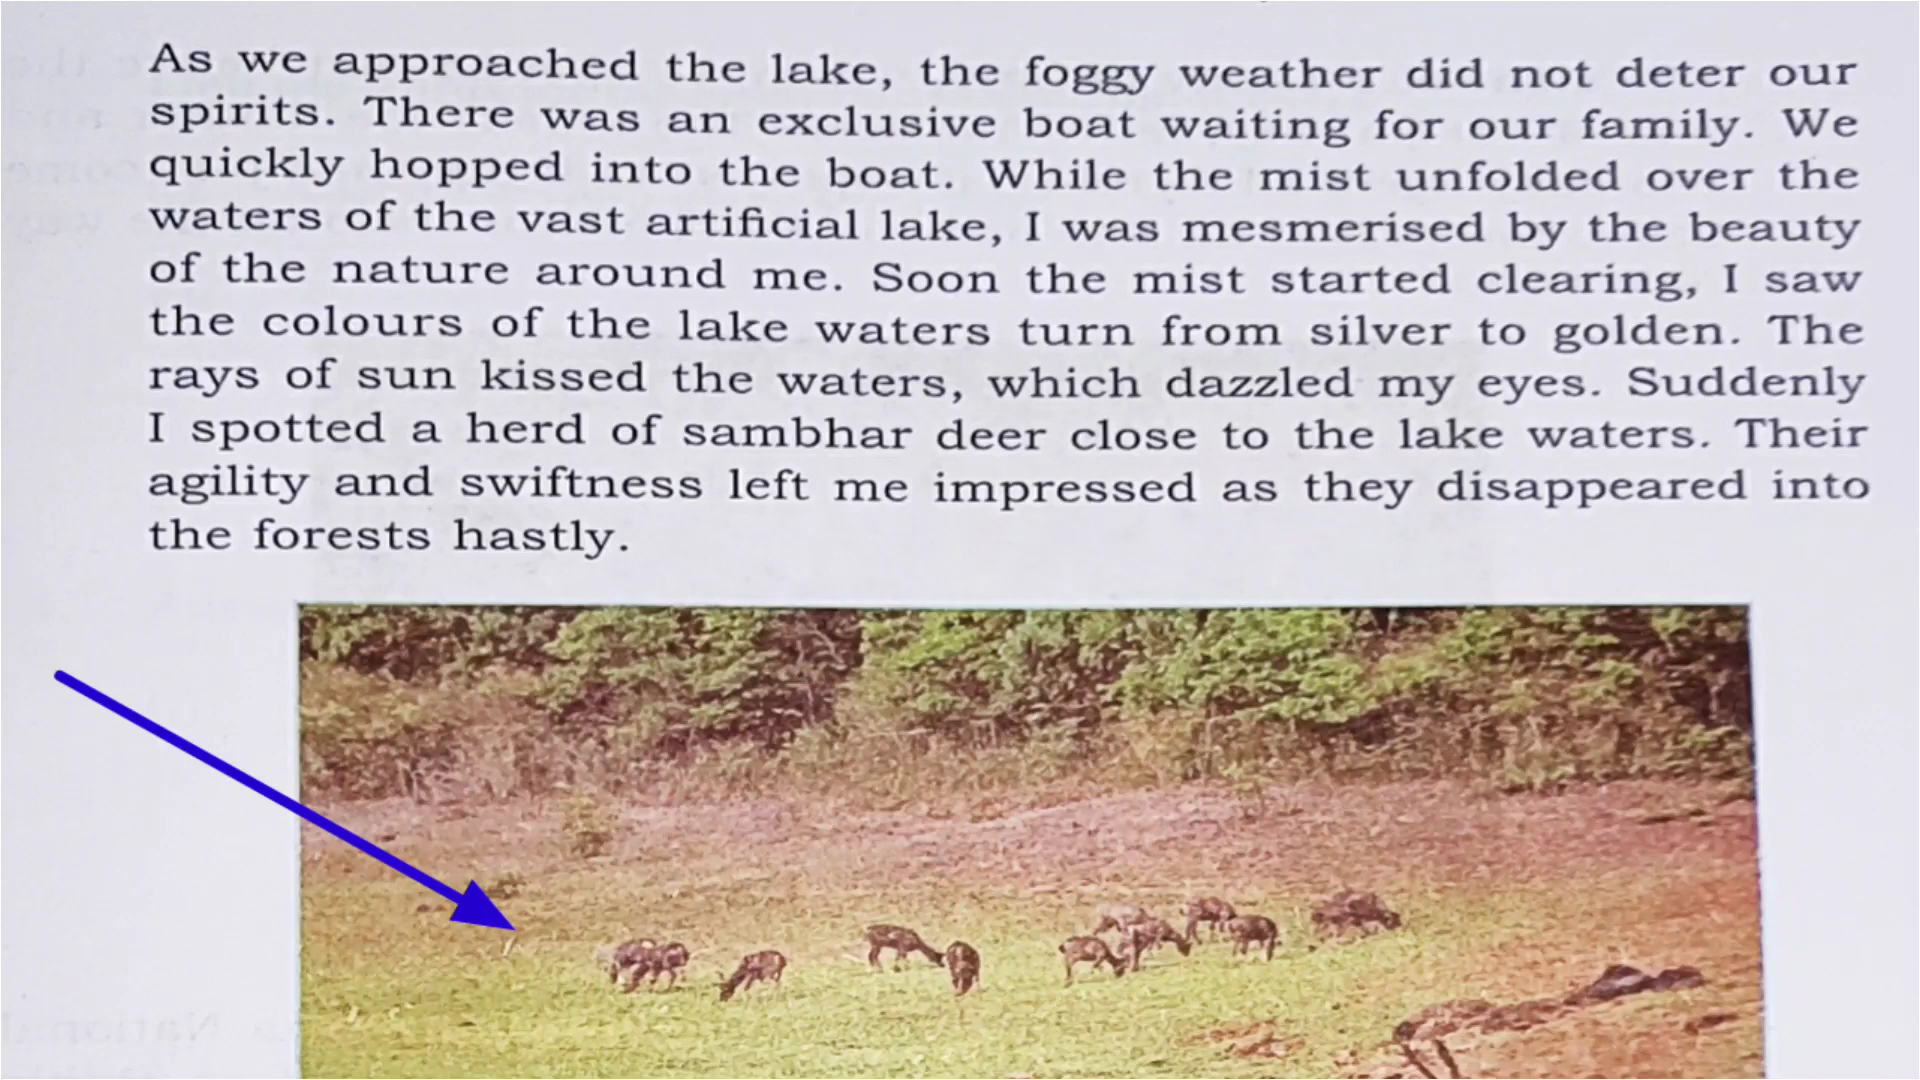 As we approached the lake, the foggy weather did not deter our
spirits. There was an exclusive boat waiting for our family. We
quickly hopped into the boat. While the mist unfolded over the
waters of the vast artificial lake, I was mesmerised by the beauty
of the nature around me. Soon the mist started clearing, I saw
the colours of the lake waters turn from silver to golden. The
rays of sun kissed the waters, which dazzled my eyes. Suddenly
I spotted a herd of sambhar deer close to the lake waters. Their
agility and swiftness left me impressed as they disappeared into
the forests hastly.